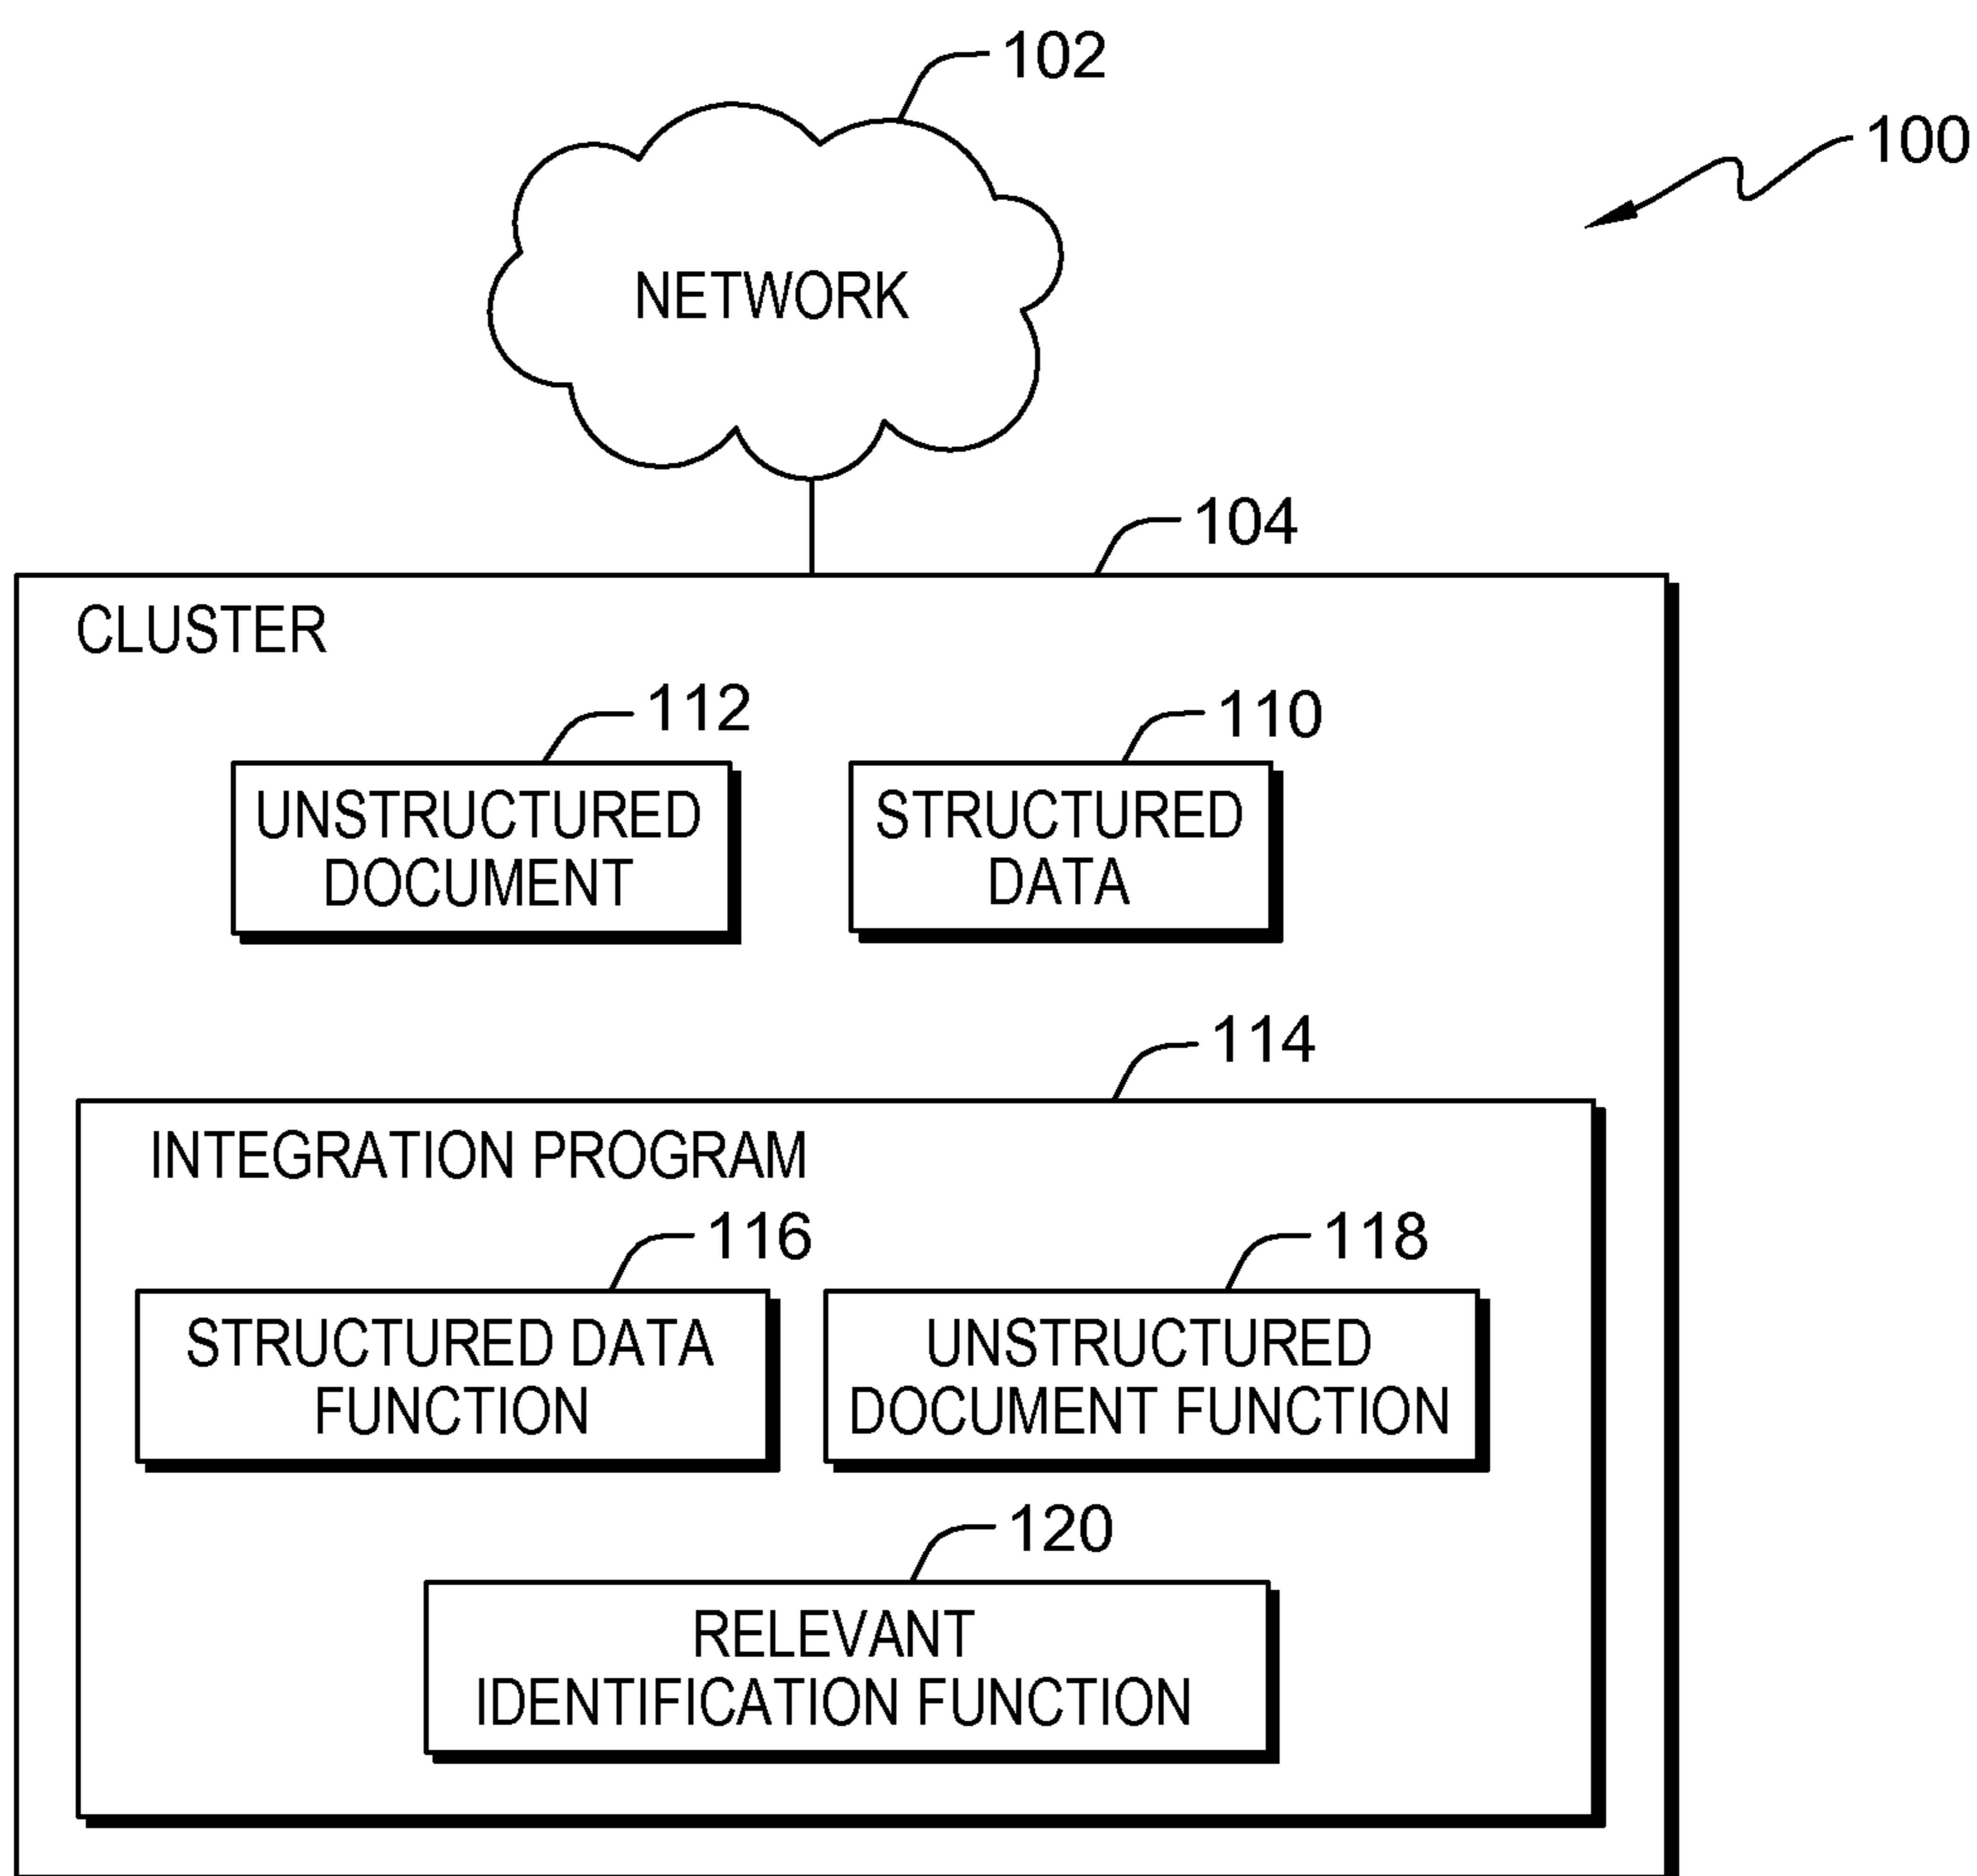 102
100
NETWORK
104
CLUSTER
112
110
UNSTRUCTURED
DOCUMENT
STRUCTURED
DATA
114
INTEGRATION PROGRAM
116
118
STRUCTURED DATA
FUNCTION
UNSTRUCTURED
DOCUMENT FUNCTION
120
RELEVANT
IDENTIFICATION FUNCTION